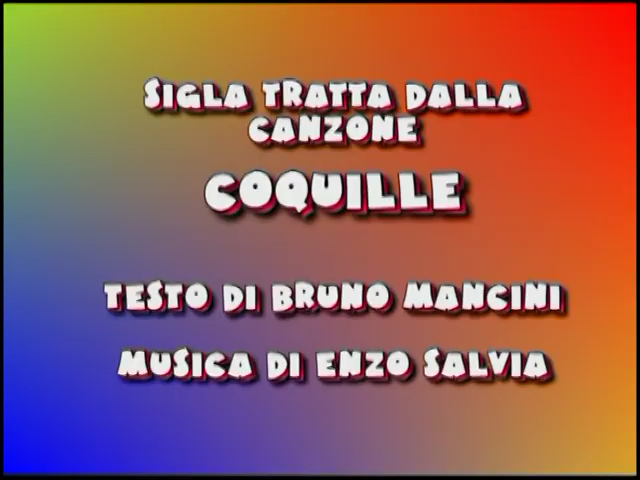 SIGLA TRATTA DALLA
CANZONE
COQUILLE
TESTO DI BRUNO MANCINI
MUSICA DI ENZO SALVIA